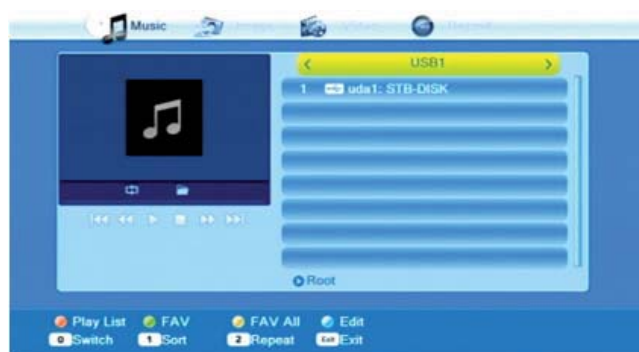 Music
< USB1 >
1 uda1: STB-DISK
Root
Play List FAV FAV All Edit
0 Switch 1 Sort 2 Repeat Exit Exit